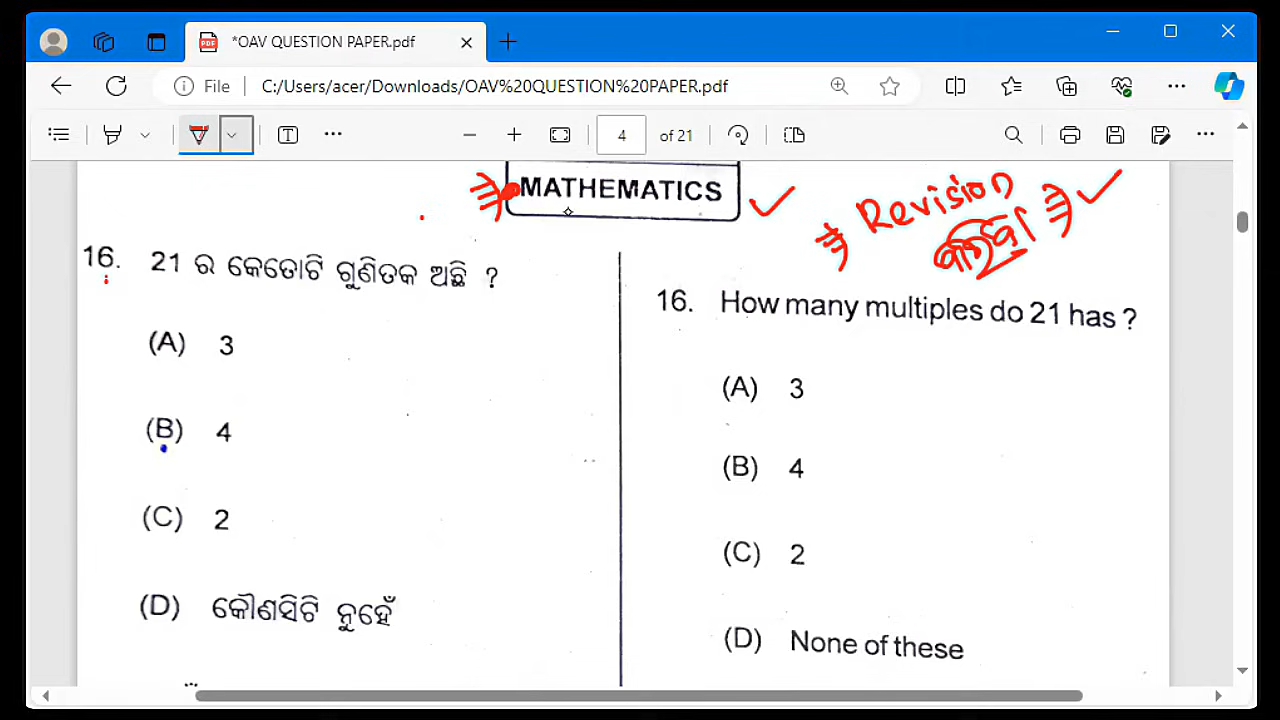 *OAV QUESTION PAPER.pdf
File C:/Users/acer/Downloads/OAV%20QUESTION%20PAPER.pdf
4 of 21
MATHEMATICS
Revision
16. 21 ର କେତୋଟି ଗୁଣିତକ ଅଛି ?
(A) 3
(B) 4
(C) 2
(D) କୌଣସିଟି ନୁହେଁ
16. How many multiples do 21 has ?
(A) 3
(B) 4
(C) 2
(D) None of these